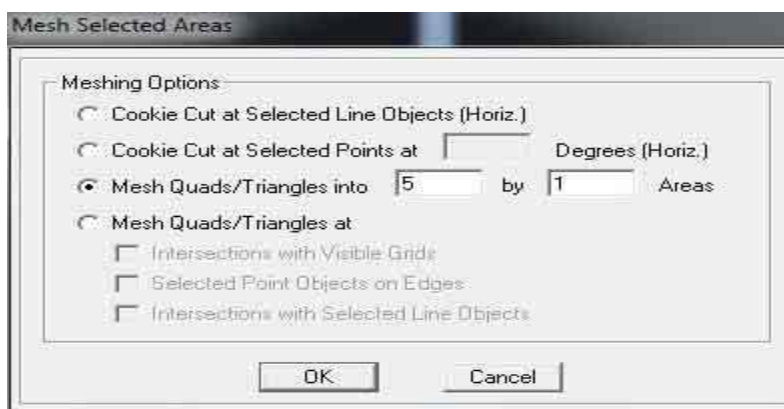 Mesh Selected Areas
Meshing Options
Cookie Cut at Selected Line Objects (Horiz.)
Cookie Cut at Selected Points at Degrees (Horiz.)
Mesh Quads/Triangles into 5 by 1 Areas
Mesh Quads/Triangles at
Intersections with Visible Grids
Selected Point Objects on Edges
Intersections with Selected Line Objects
OK Cancel